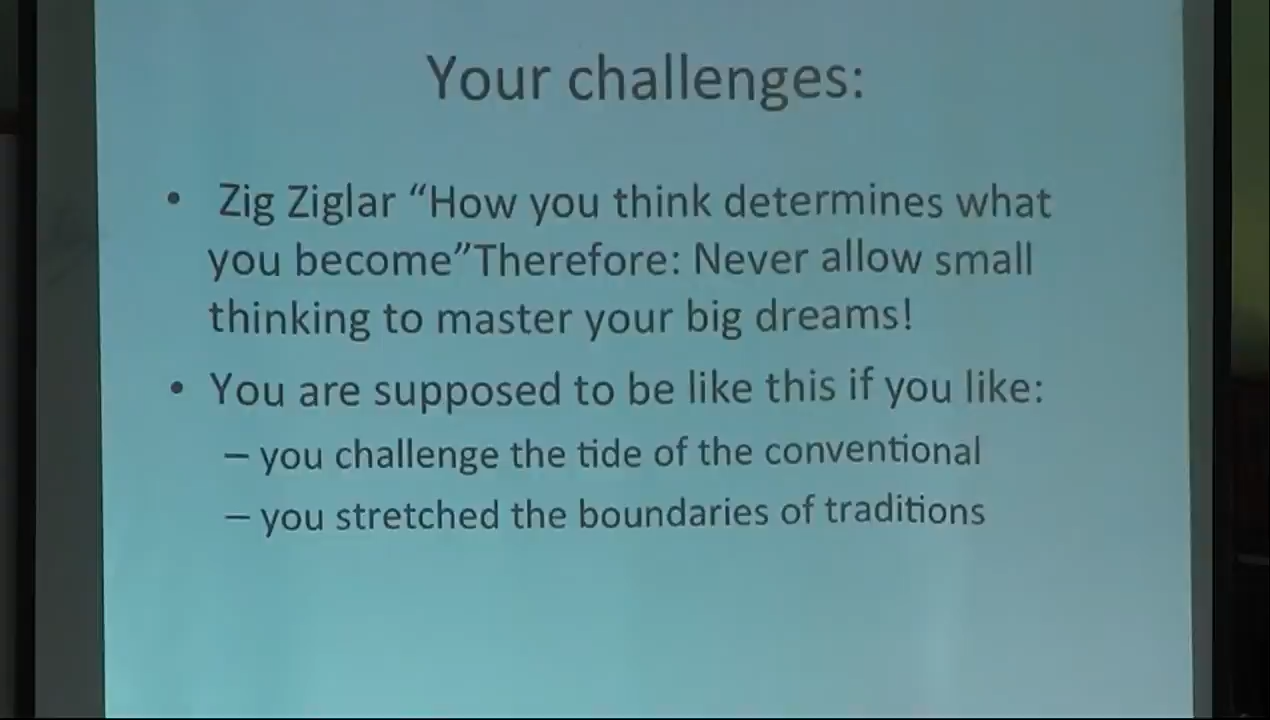 Your challenges:
• Zig Ziglar “How you think determines what
you become”Therefore: Never allow small
thinking to master your big dreams!
• You are supposed to be like this if you like:
– you challenge the tide of the conventional
– you stretched the boundaries of traditions